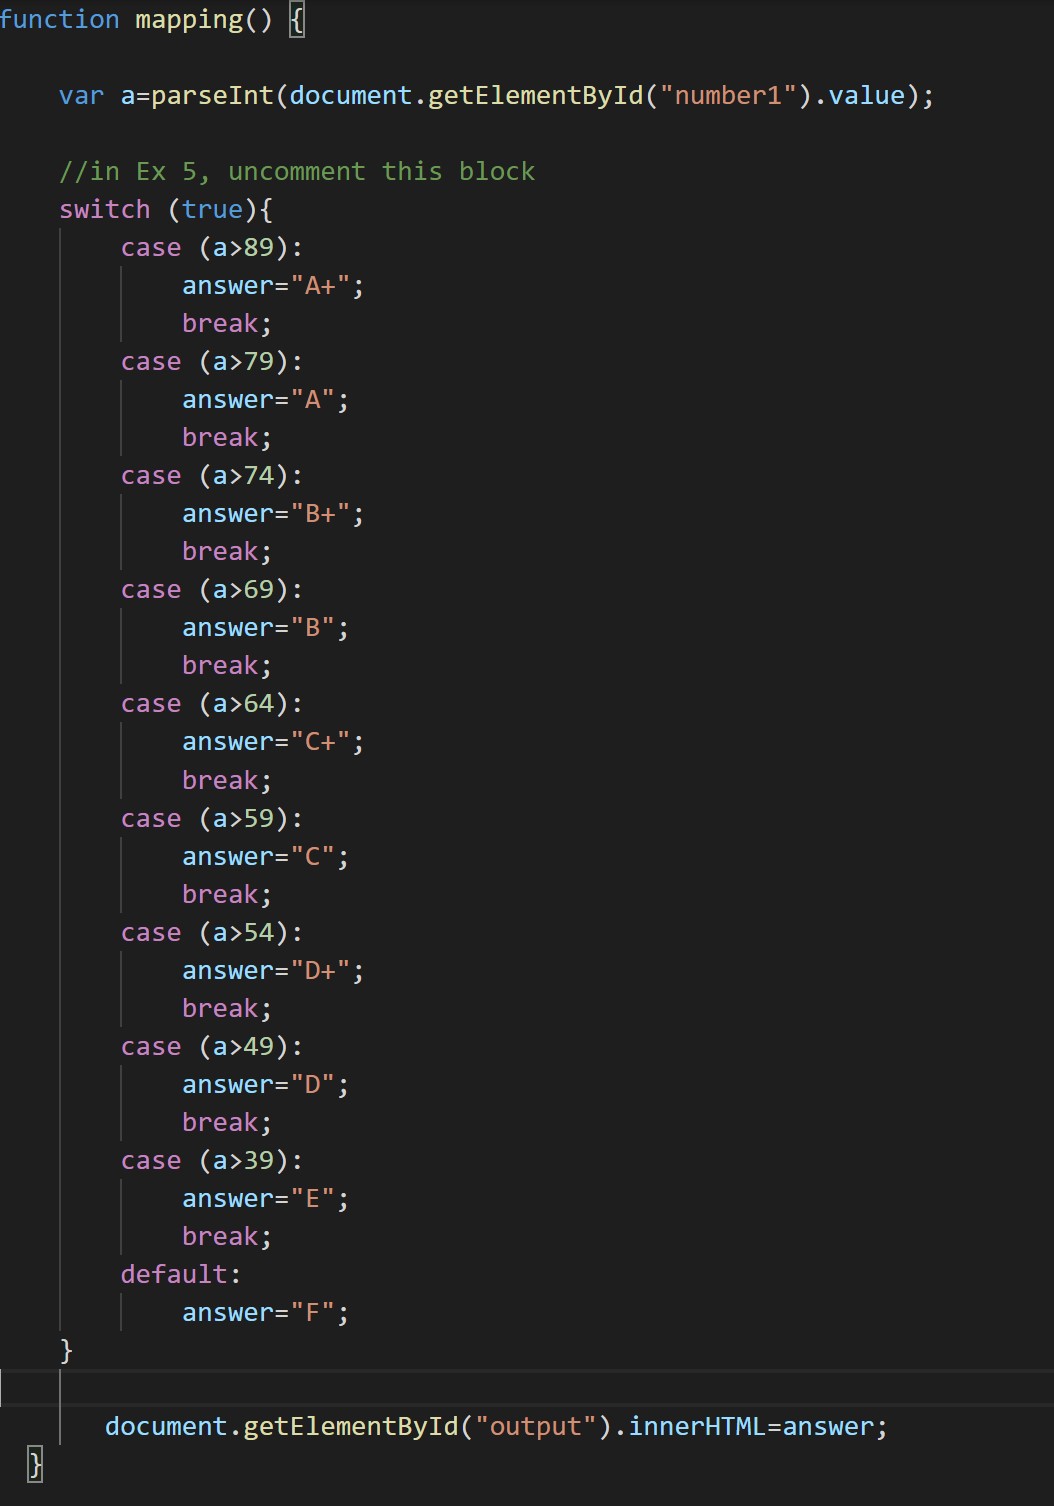 function mapping() {
var a=parseInt(document.getElementById("number1").value);
//in Ex 5, uncomment this block
switch (true){
case (a>89):
answer="A+";
break;
case (a>79):
answer="A";
break;
case (a>74):
answer="B+";
break;
case (a>69):
answer="B";
break;
case (a>64):
answer="C+";
break;
case (a>59):
answer="C";
break;
case (a>54):
answer="D+";
break;
case (a>49):
answer="D";
break;
case (a>39):
answer="E";
break;
default:
answer="F";
}
document.getElementById("output").innerHTML=answer;
}